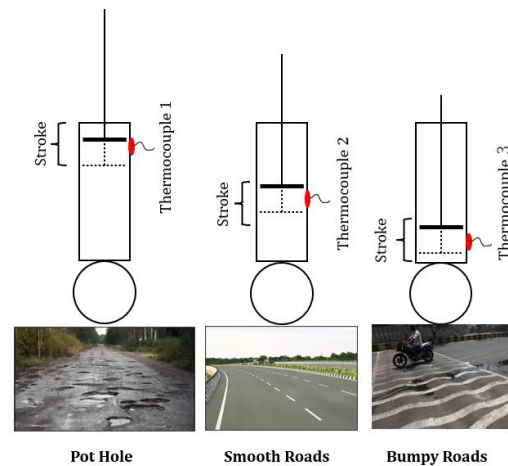 Stroke
Thermocouple 1
Stroke
Thermocouple 2
Stroke
Thermocouple 3
Pot Hole
Smooth Roads
Bumpy Roads